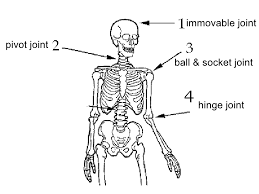 1 immovable joint
pivot joint 2
3
ball & socket joint
4
hinge joint